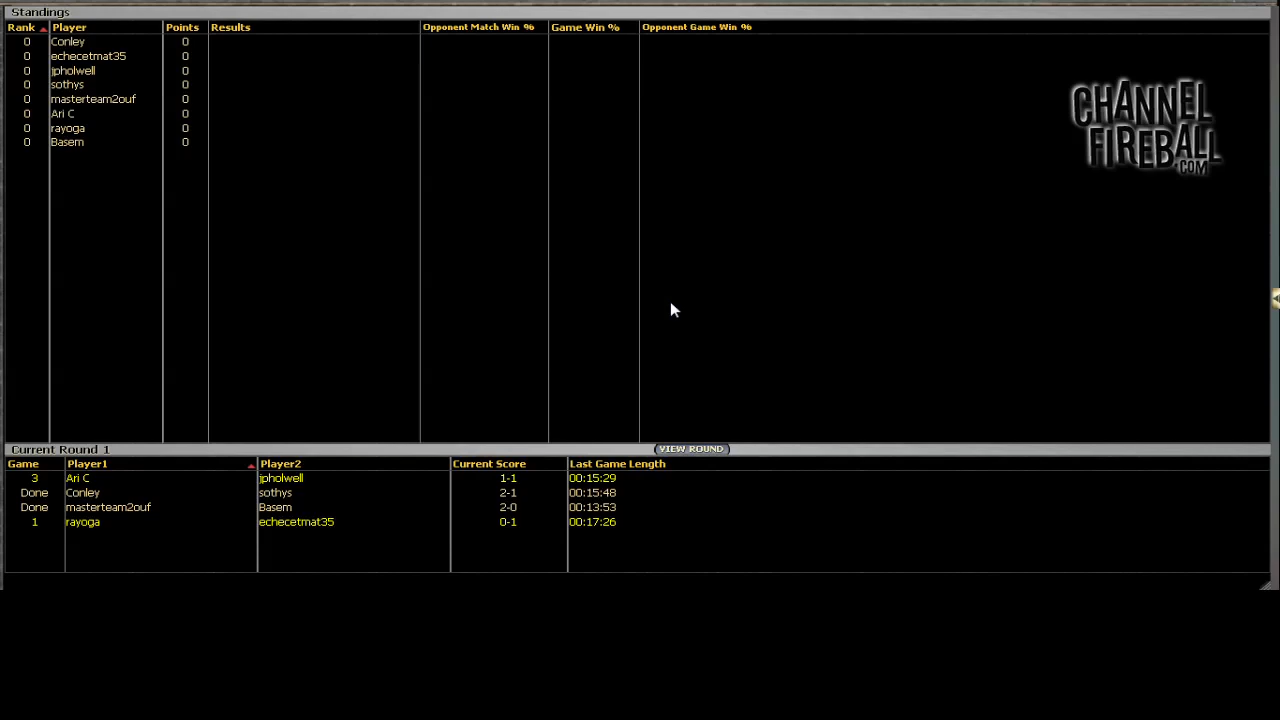 Standings
Rank Player Points Results Opponent Match Win % Game Win % Opponent Game Win %
0 Conley 0
0 echecetmat35 0
0 jpholwell 0
0 sothys 0
0 masterteam2ouf 0
0 Ari C 0
0 rayoga 0
0 Basem 0
CHANNEL
FIREBALL
.COM
Current Round 1 VIEW ROUND
Game Player1 Player2 Current Score Last Game Length
3 Ari C jpholwell 1-1 00:15:29
Done Conley sothys 2-1 00:15:48
Done masterteam2ouf Basem 2-0 00:13:53
1 rayoga echecetmat35 0-1 00:17:26